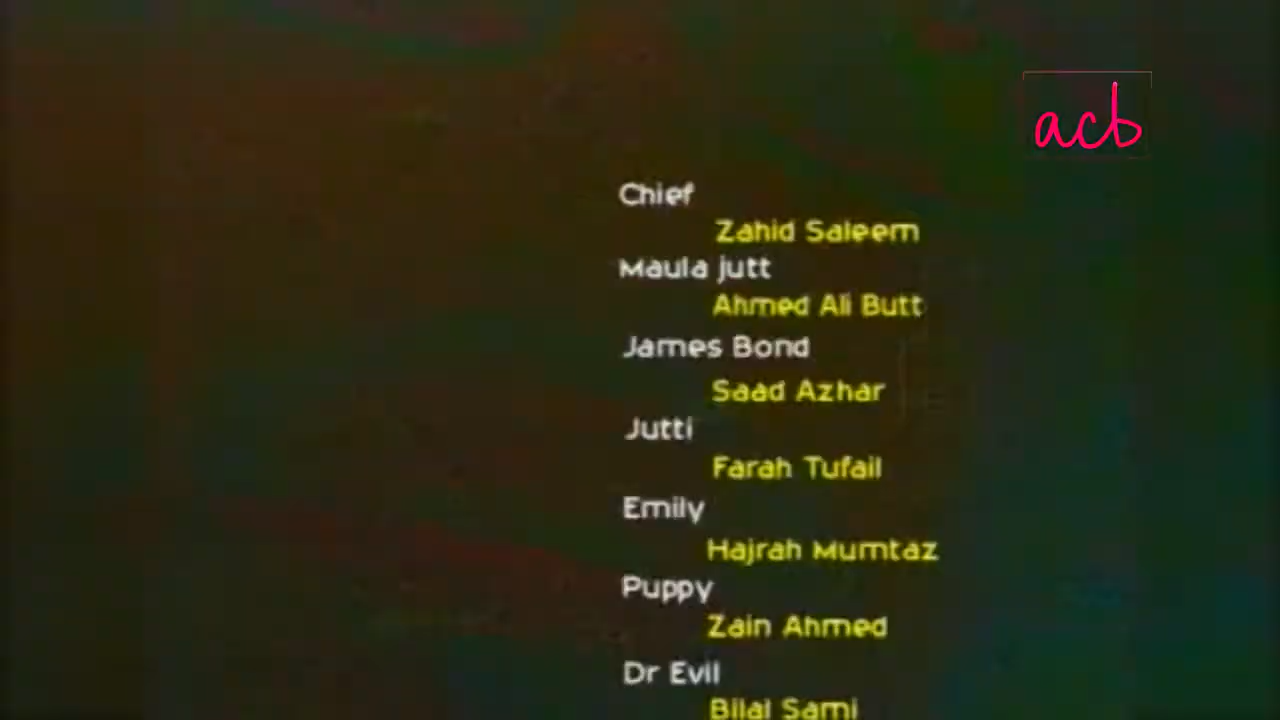 acb
Chief
Zahid Saleem
Maula jutt
Ahmed Ali Butt
James Bond
Saad Azhar
Jutti
Farah Tufail
Emily
Hajrah Mumtaz
Puppy
Zain Ahmed
Dr Evil
Bilal Sami